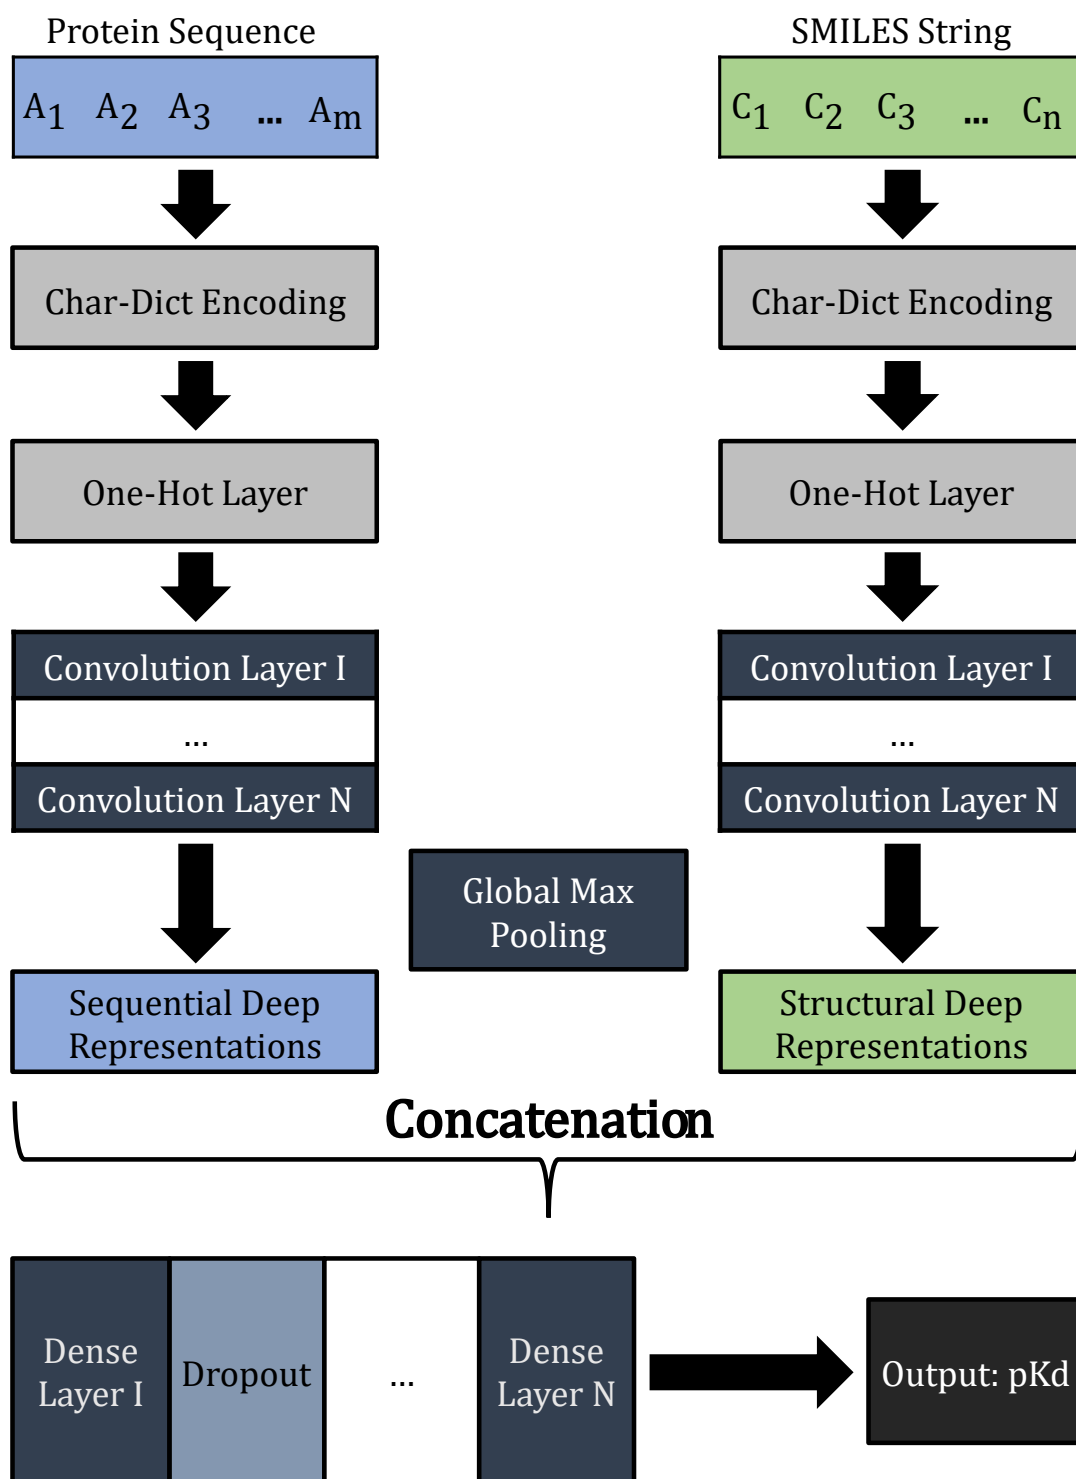 Protein Sequence
A1 A2 A3 ... Am
Char-Dict Encoding
One-Hot Layer
Convolution Layer I
...
Convolution Layer N
SMILES String
C1 C2 C3 ... Cn
Char-Dict Encoding
One-Hot Layer
Convolution Layer I
...
Convolution Layer N
Global Max
Pooling
Sequential Deep
Representations
Structural Deep
Representations
Concatenation
Dense
Layer I
Dropout
...
Dense
Layer N
Output: pKd